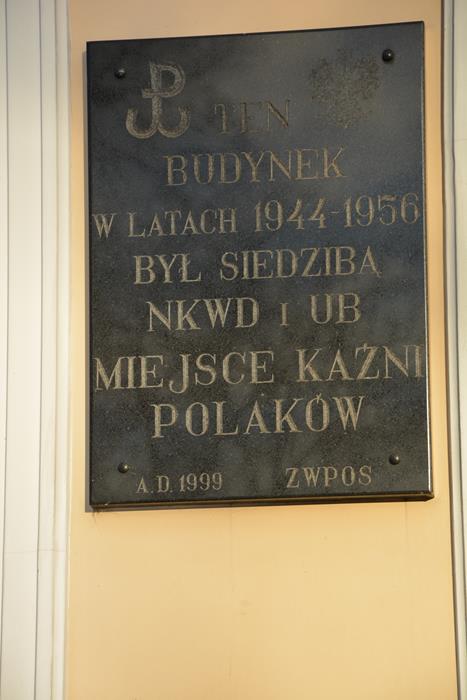 TEN
BUDYNEK
W LATACH 1944-1956
BYŁ SIEDZIBĄ
NKWD I UB
MIEJSCE KAŹNI
POLAKÓW
A.D. 1999 ZWPOS